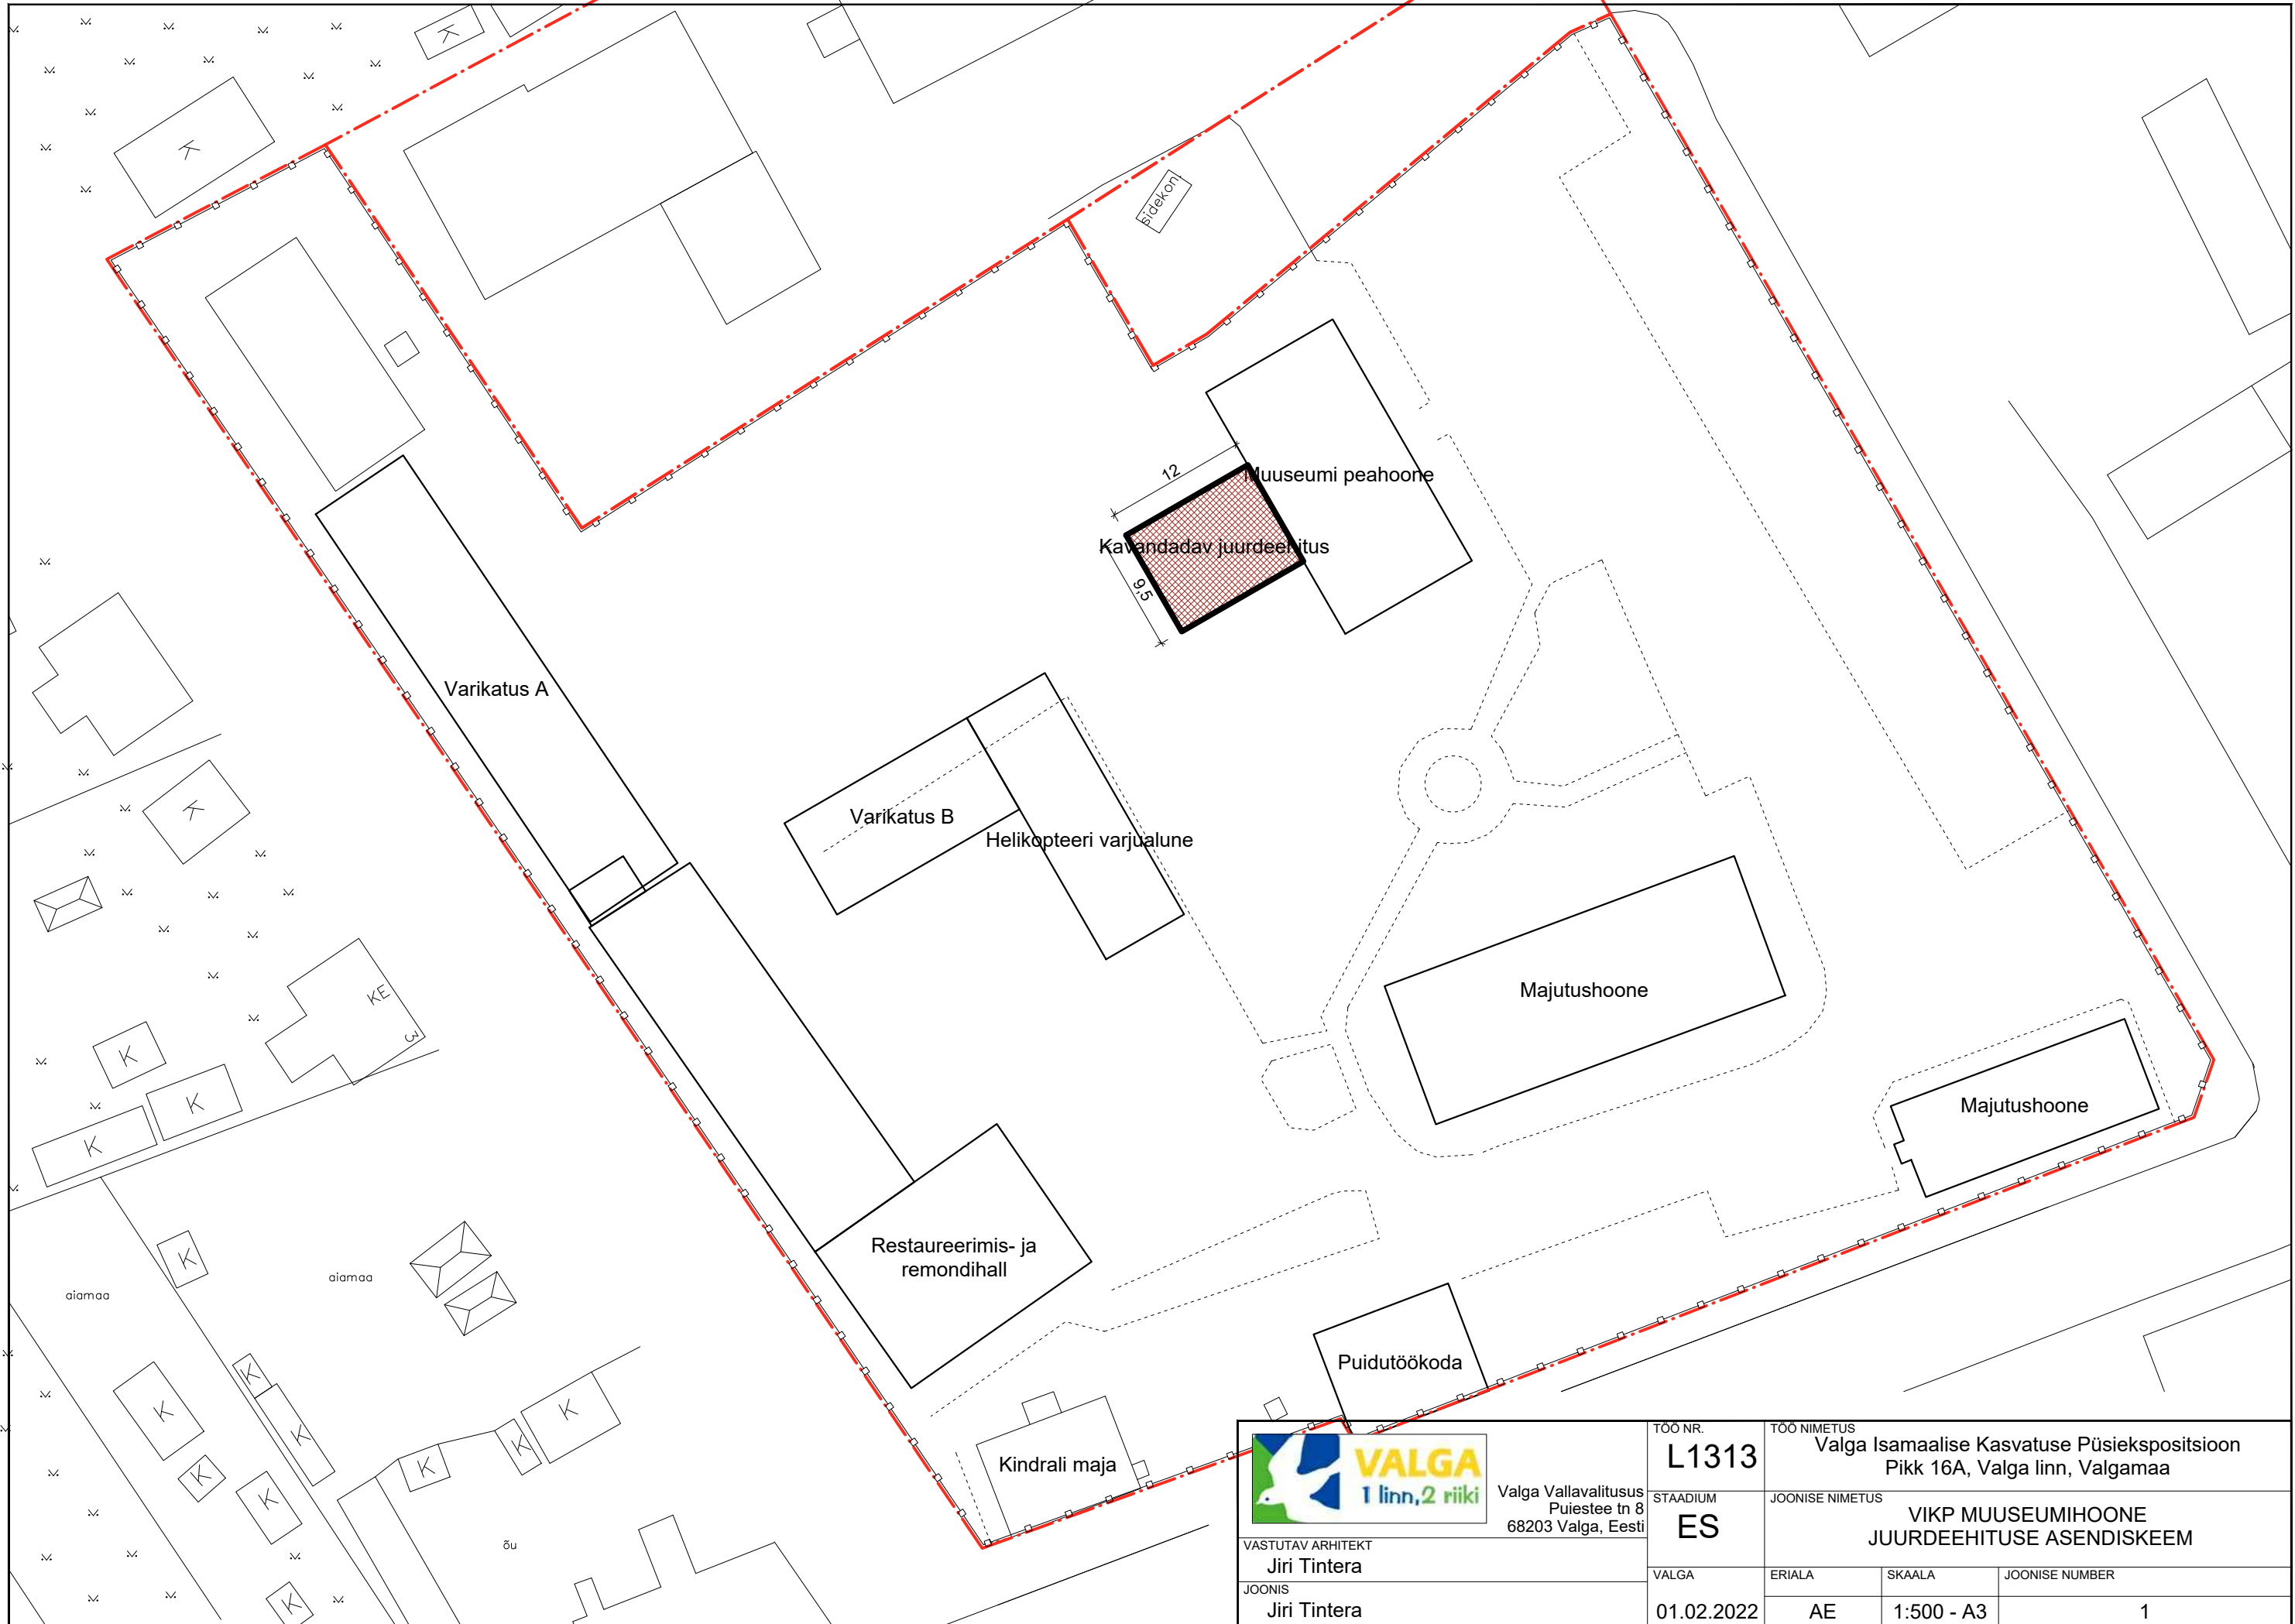 K
K
sidekon.
12
Muuseumi peahoone
Kavandadav juurdeehitus
9,5
Varikatus A
K
Varikatus B
Helikopteeri varjualune
Majutushoone
KE
3
K
K
K
Majutushoone
K
Restaureerimis- ja
remondihall
aiamaa
aiamaa
Puidutöökoda
K
K
K
K
K
K
K
K
K
Kindrali maja
õu
VALGA
1 linn, 2 riiki
Valga Vallavalitusus
Puiestee tn 8
68203 Valga, Eesti
VASTUTAV ARHITEKT
Jiri Tintera
JOONIS
Jiri Tintera
TÖÖ NR.
L1313
TÖÖ NIMETUS
Valga Isamaalise Kasvatuse Püsiekspositsioon
Pikk 16A, Valga linn, Valgamaa
STAADIUM
ES
JOONISE NIMETUS
VIKP MUUSEUMIHOONE
JUURDEEHITUSE ASENDISKEEM
VALGA
01.02.2022
ERIALA
AE
SKAALA
1:500 - A3
JOONISE NUMBER
1